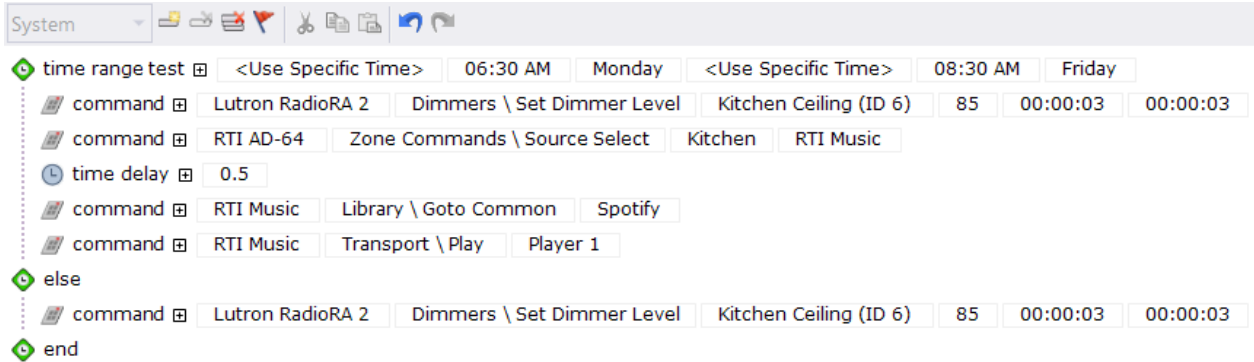 System
time range test <Use Specific Time> 06:30 AM Monday <Use Specific Time> 08:30 AM Friday
command Lutron RadioRA 2 Dimmers \ Set Dimmer Level Kitchen Ceiling (ID 6) 85 00:00:03 00:00:03
command RTI AD-64 Zone Commands \ Source Select Kitchen RTI Music
time delay 0.5
command RTI Music Library \ Goto Common Spotify
command RTI Music Transport \ Play Player 1
else
command Lutron RadioRA 2 Dimmers \ Set Dimmer Level Kitchen Ceiling (ID 6) 85 00:00:03 00:00:03
end